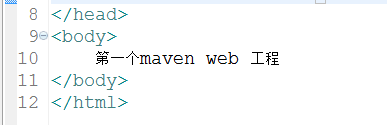 8 </head>
9 <body>
10 第一个maven web 工程
11 </body>
12 </html>